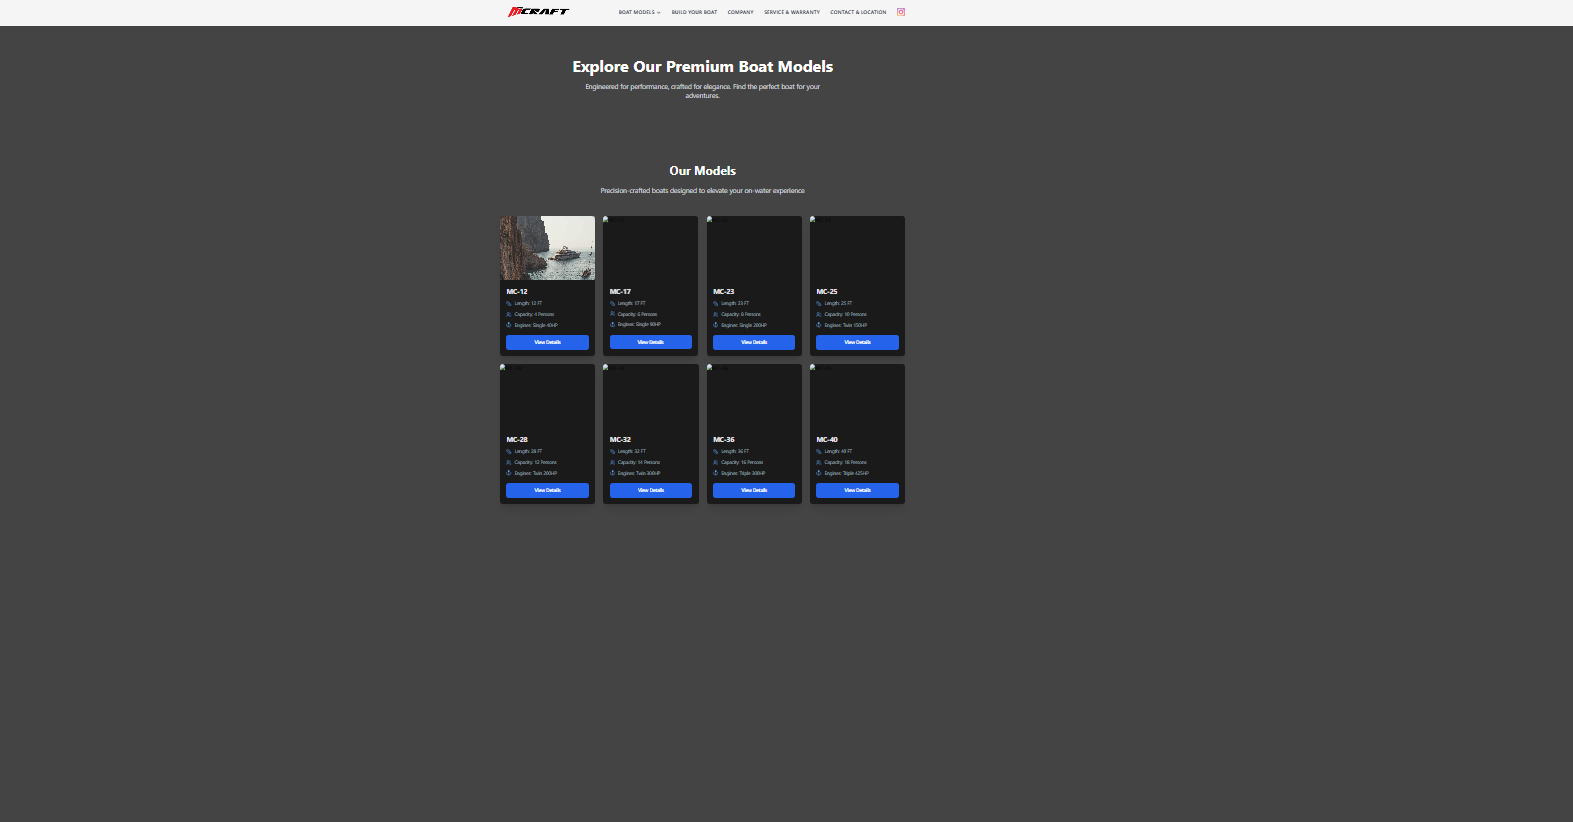 MCRAFT
BOAT MODELS
BUILD YOUR BOAT
COMPANY
SERVICE & WARRANTY
CONTACT & LOCATION
Explore Our Premium Boat Models
Engineered for performance, crafted for elegance. Find the perfect boat for your
adventures.
Our Models
Precision-crafted boats designed to elevate your on-water experience
MC-12
Length: 12 FT
Capacity: 4 Persons
Engines: Single 40HP
View Details
MC-17
Length: 17 FT
Capacity: 6 Persons
Engines: Single 90HP
View Details
MC-23
Length: 23 FT
Capacity: 8 Persons
Engines: Single 200HP
View Details
MC-25
Length: 25 FT
Capacity: 10 Persons
Engines: Twin 150HP
View Details
MC-28
Length: 28 FT
Capacity: 12 Persons
Engines: Twin 200HP
View Details
MC-32
Length: 32 FT
Capacity: 14 Persons
Engines: Twin 300HP
View Details
MC-36
Length: 36 FT
Capacity: 16 Persons
Engines: Triple 300HP
View Details
MC-40
Length: 40 FT
Capacity: 18 Persons
Engines: Triple 425HP
View Details